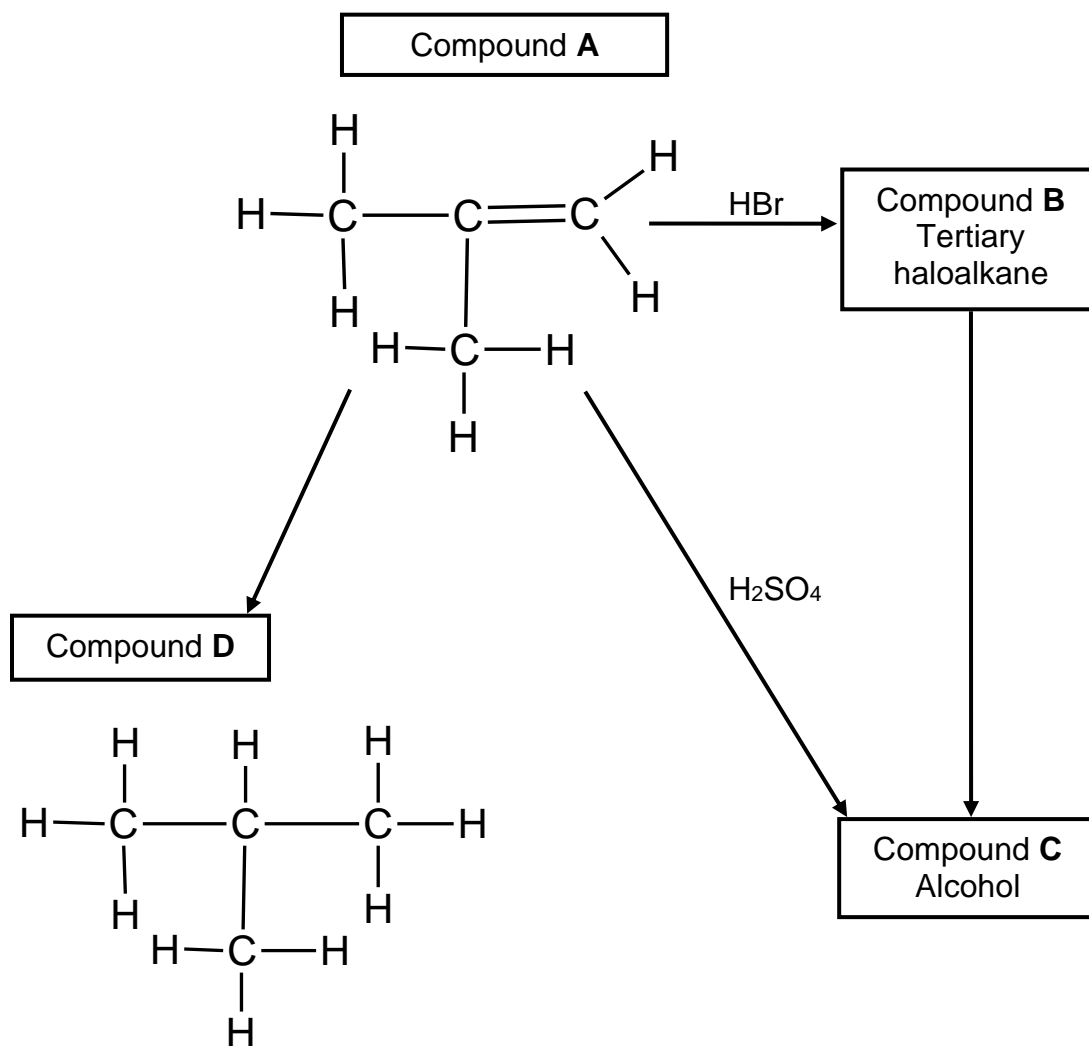 Compound A
H
H
H C C C HBr Compound B
Tertiary
haloalkane
H
H
H C H
H
H2SO4
Compound D
H H H
H C C C H
H H
H C H
H
Compound C
Alcohol